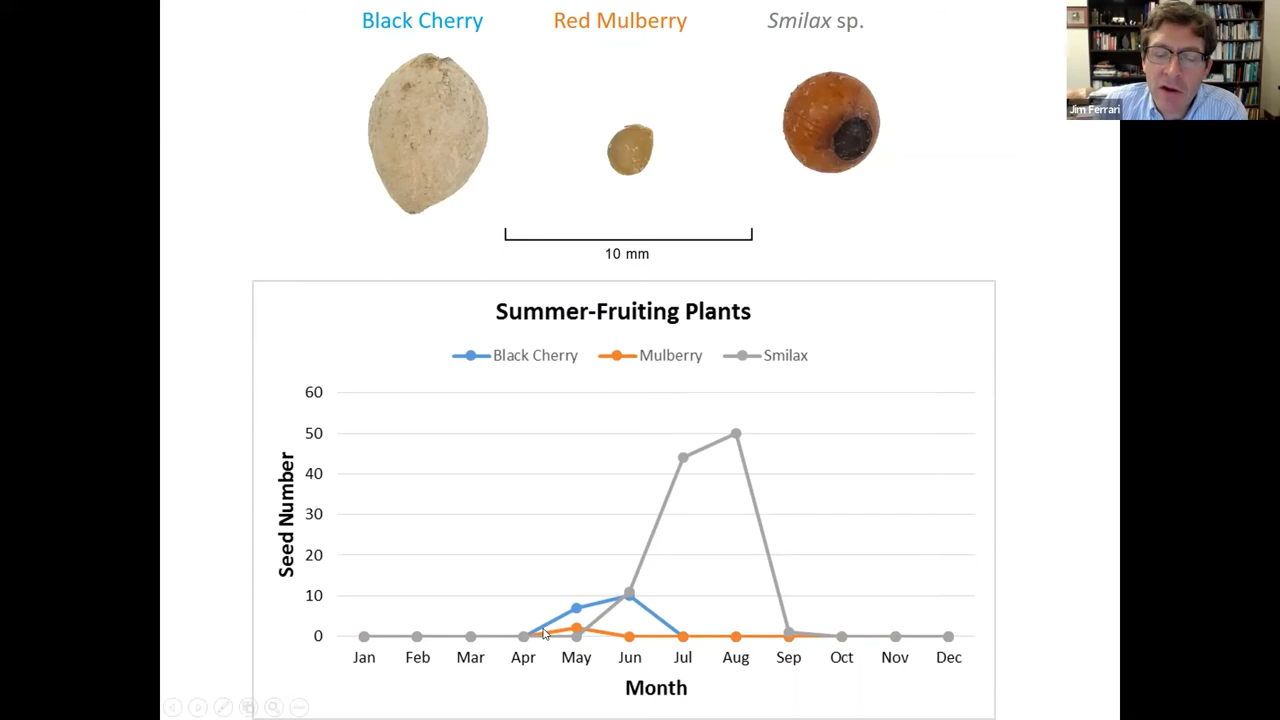 Black Cherry
Red Mulberry
Smilax sp.
Jim Ferrari
10 mm
Summer-Fruiting Plants
Black Cherry
Mulberry
Smilax
60
50
40
30
20
10
0
Seed Number
Jan Feb Mar Apr May Jun Jul Aug Sep Oct Nov Dec
Month